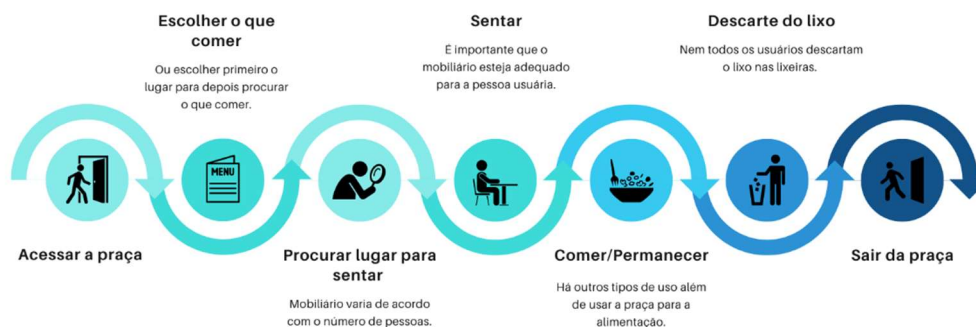 Acessar a praça
Escolher o que
comer
Ou escolher primeiro o
lugar para depois procurar
o que comer.
MENU
Procurar lugar para
sentar
Mobiliário varia de acordo
com o número de pessoas.
Sentar
É importante que o
mobiliário esteja adequado
para a pessoa usuária.
Comer/Permanecer
Há outros tipos de uso além
de usar a praça para a
alimentação.
Descarte do lixo
Nem todos os usuários descartam
o lixo nas lixeiras.
Sair da praça